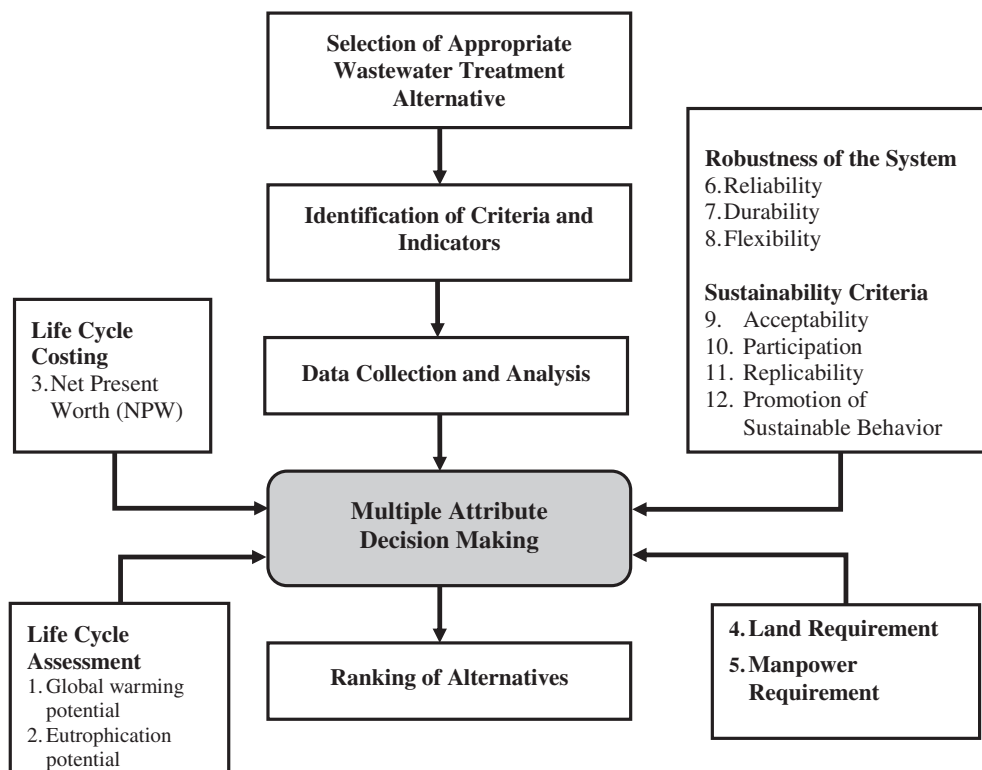 Selection of Appropriate
Wastewater Treatment
Alternative
Identification of Criteria and
Indicators
Data Collection and Analysis
Multiple Attribute
Decision Making
Ranking of Alternatives
Life Cycle
Costing
3. Net Present
Worth (NPW)
Life Cycle
Assessment
1. Global warming
potential
2. Eutrophication
potential
Robustness of the System
6. Reliability
7. Durability
8. Flexibility
Sustainability Criteria
9. Acceptability
10. Participation
11. Replicability
12. Promotion of
Sustainable Behavior
4. Land Requirement
5. Manpower
Requirement